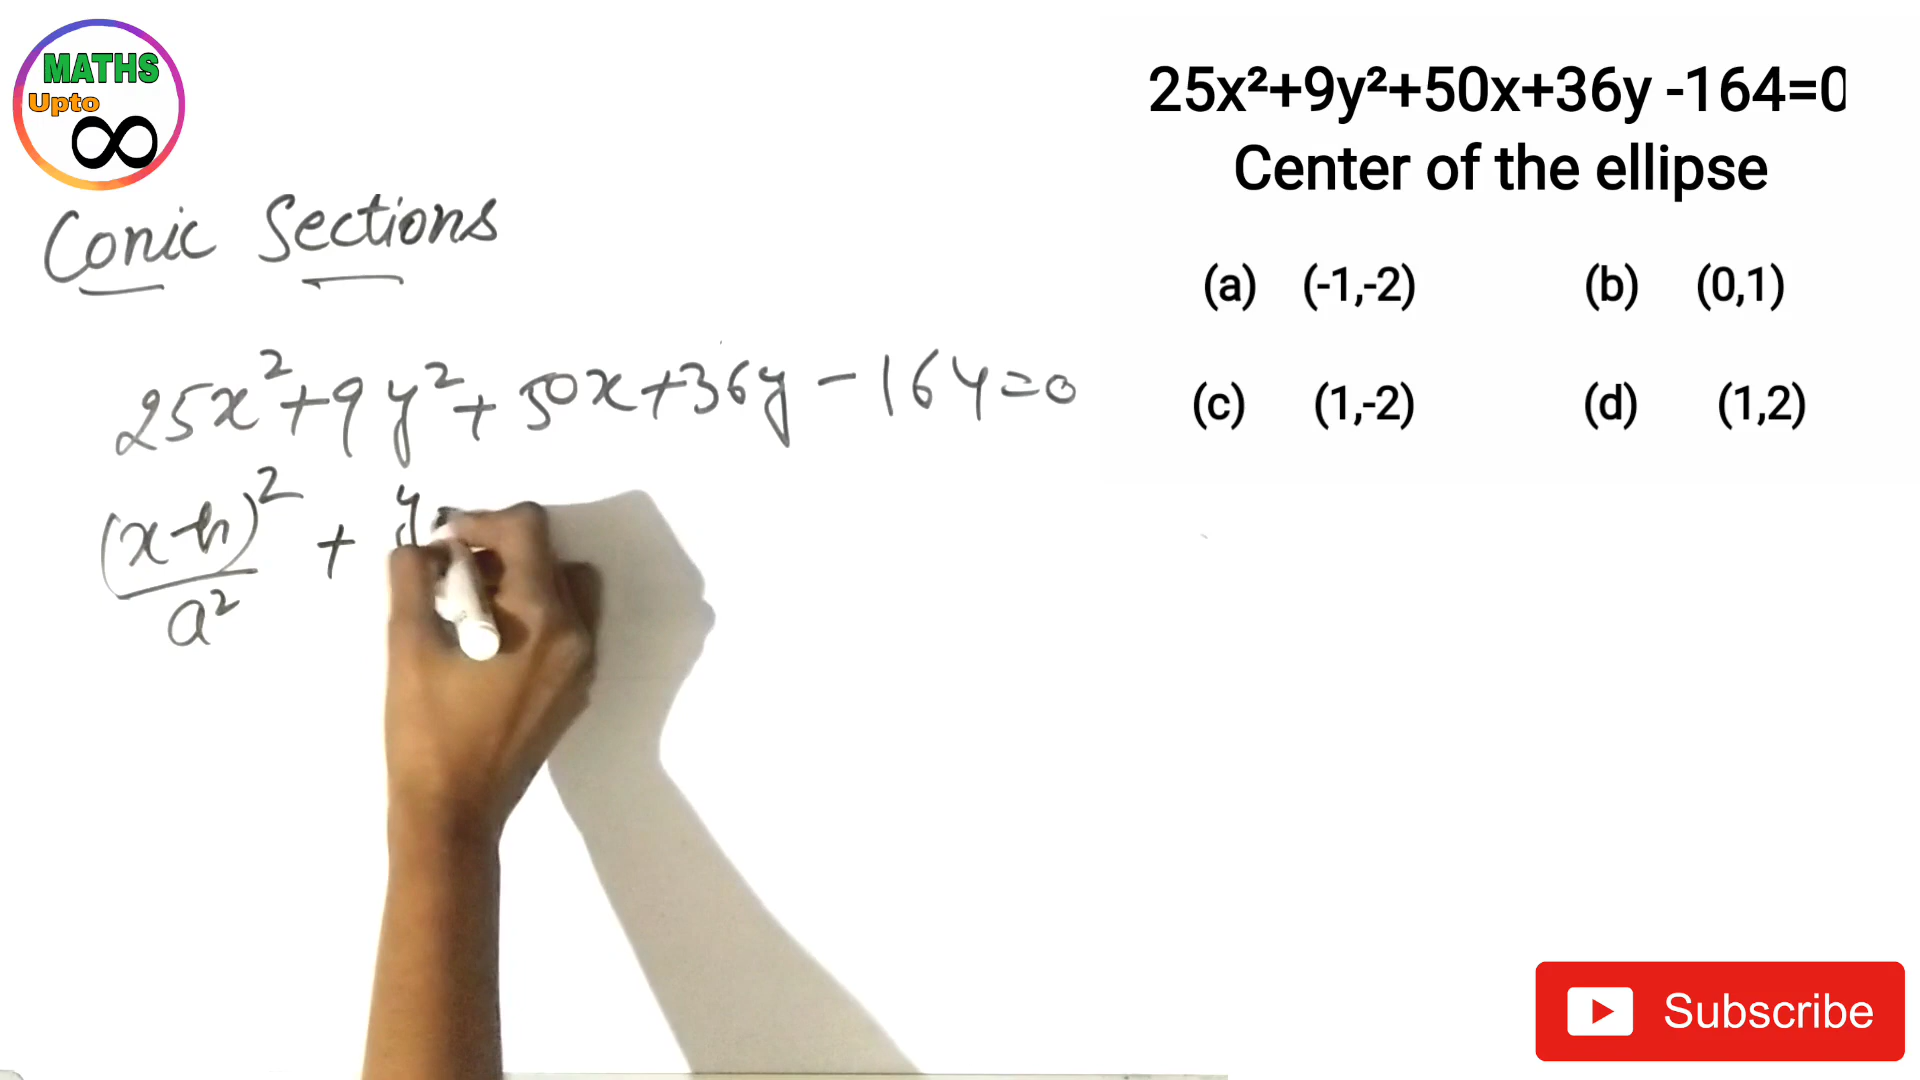 MATHS
Upto
∞
25x²+9y²+50x+36y -164=0
Center of the ellipse
(a) (-1,-2) (b) (0,1)
(c) (1,-2) (d) (1,2)
Conic Sections
25x²+9y²+50x+36y-164=0
(x-h)²/a² + y
Subscribe